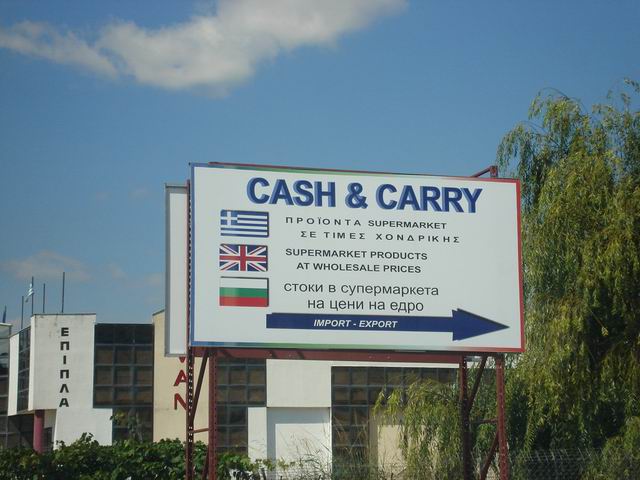 CASH & CARRY
ΠΡΟΪΟΝΤΑ SUPERMARKET
ΣΕ ΤΙΜΕΣ ΧΟΝΔΡΙΚΗΣ
SUPERMARKET PRODUCTS
AT WHOLESALE PRICES
стоки в супермаркета
на цени на едро
IMPORT - EXPORT
ΕΠΙΠΛΑ